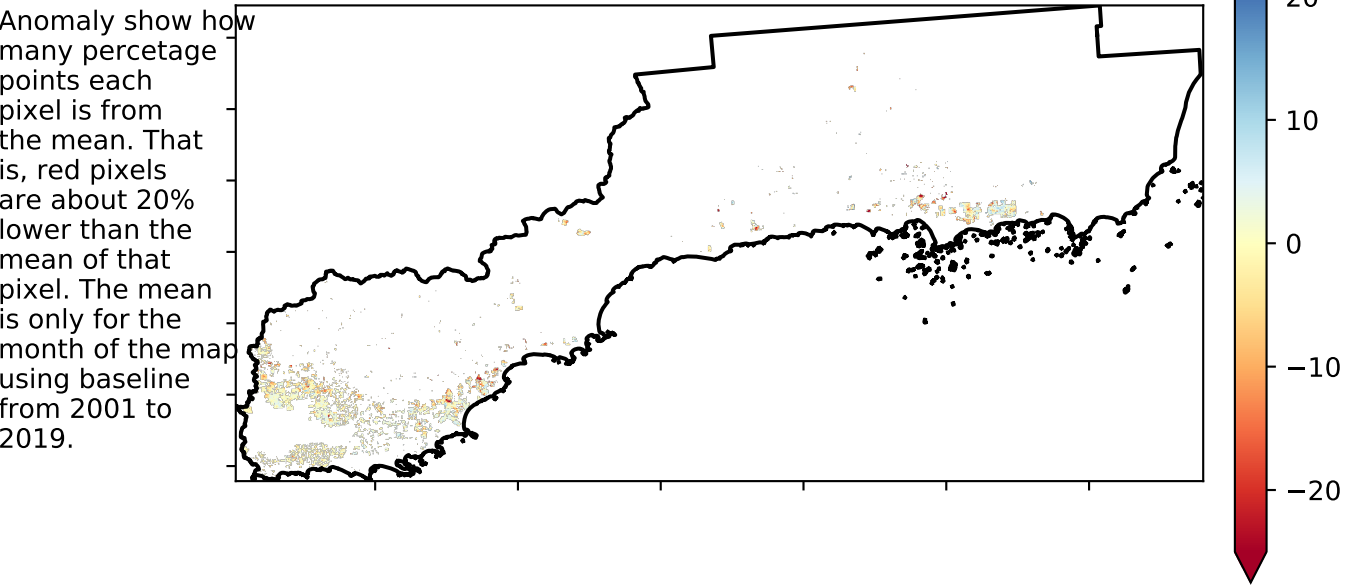 Anomaly show how
many percetage
points each
pixel is from
the mean. That
is, red pixels
are about 20%
lower than the
mean of that
pixel. The mean
is only for the
month of the map
using baseline
from 2001 to
2019.
20
10
0
−10
−20